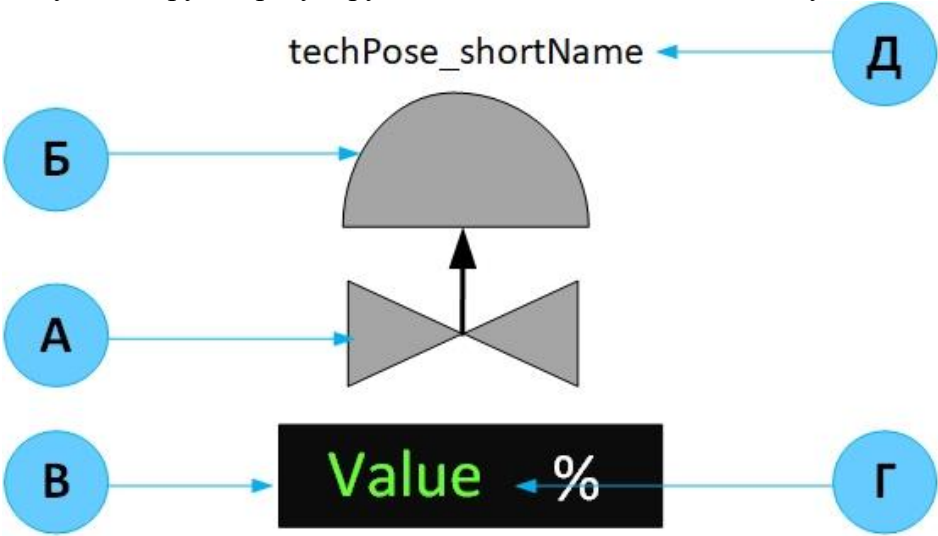 techPose_shortName
Д
Б
А
В
Value %
Г